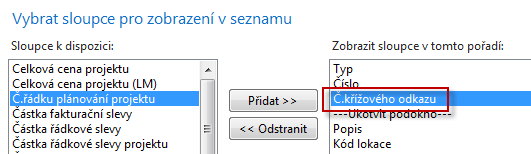 Vybrat sloupce pro zobrazení v seznamu
Sloupce k dispozici:
Zobrazit sloupce v tomto pořadí:
Celková cena projektu
Celková cena projektu (LM)
Č.řádku plánování projektu
Částka fakturační slevy
Částka řádkové slevy
Částka řádkové slevy projektu
Přidat >>
<< Odstranit
Typ
Číslo
Č.křížového odkazu
---Ukotvit podokno---
Popis
Kód lokace